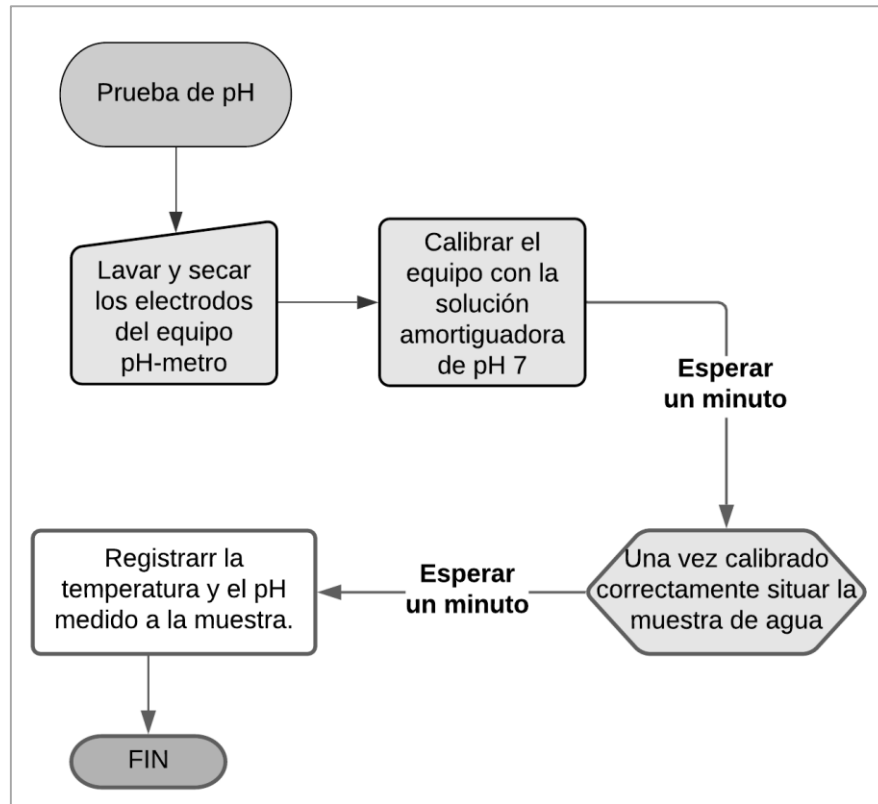 Prueba de pH
Lavar y secar
los electrodos
del equipo
pH-metro
Calibrar el
equipo con la
solución
amortiguadora
de pH 7
Esperar
un minuto
Una vez calibrado
correctamente situar la
muestra de agua
Esperar
un minuto
Registrarr la
temperatura y el pH
medido a la muestra.
FIN